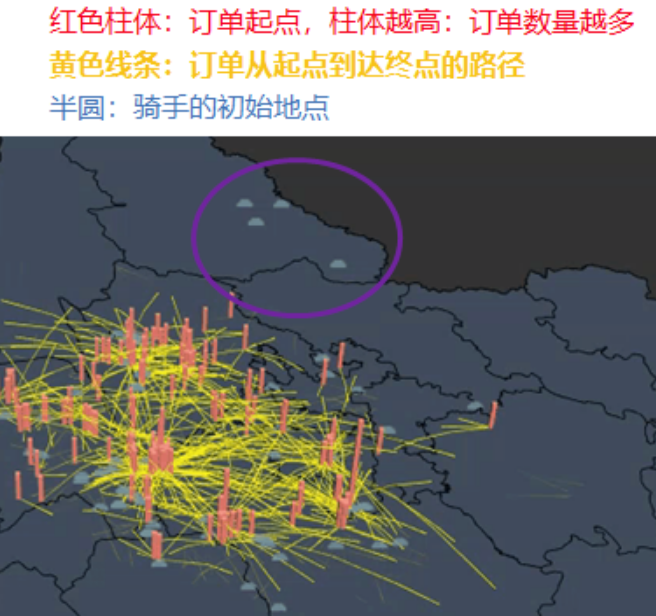 红色柱体：订单起点，柱体越高：订单数量越多
黄色线条：订单从起点到达终点的路径
半圆：骑手的初始地点